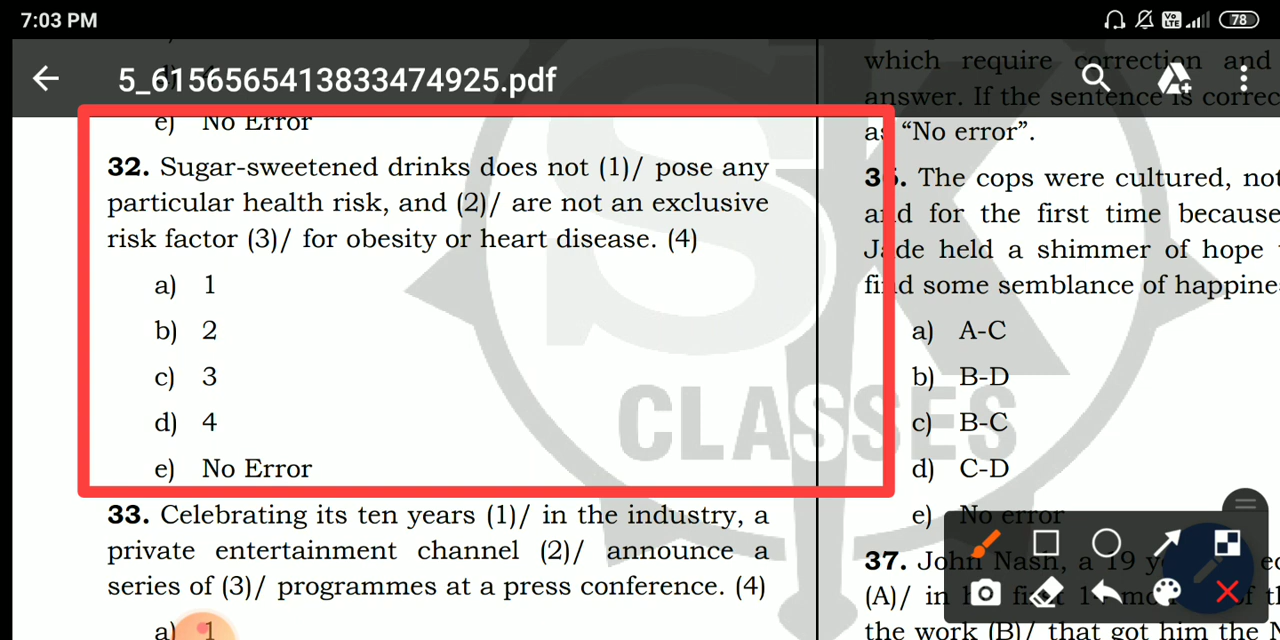 7:03 PM
Vo LTE
78
5_6156565413833474925.pdf
e) No Error
32. Sugar-sweetened drinks does not (1)/ pose any
particular health risk, and (2)/ are not an exclusive
risk factor (3)/ for obesity or heart disease. (4)
a) 1
b) 2
c) 3
d) 4
e) No Error
33. Celebrating its ten years (1)/ in the industry, a
private entertainment channel (2)/ announce a
series of (3)/ programmes at a press conference. (4)
a) 1
which require correction and
answer. If the sentence is correc
as “No error”.
36. The cops were cultured, not
and for the first time because
Jade held a shimmer of hope
find some semblance of happine
a) A-C
b) B-D
c) B-C
d) C-D
e) No error
37. John Nash, a 19 y
(A)/ in
the work (B)/ that got him the N
SK
CLASSES